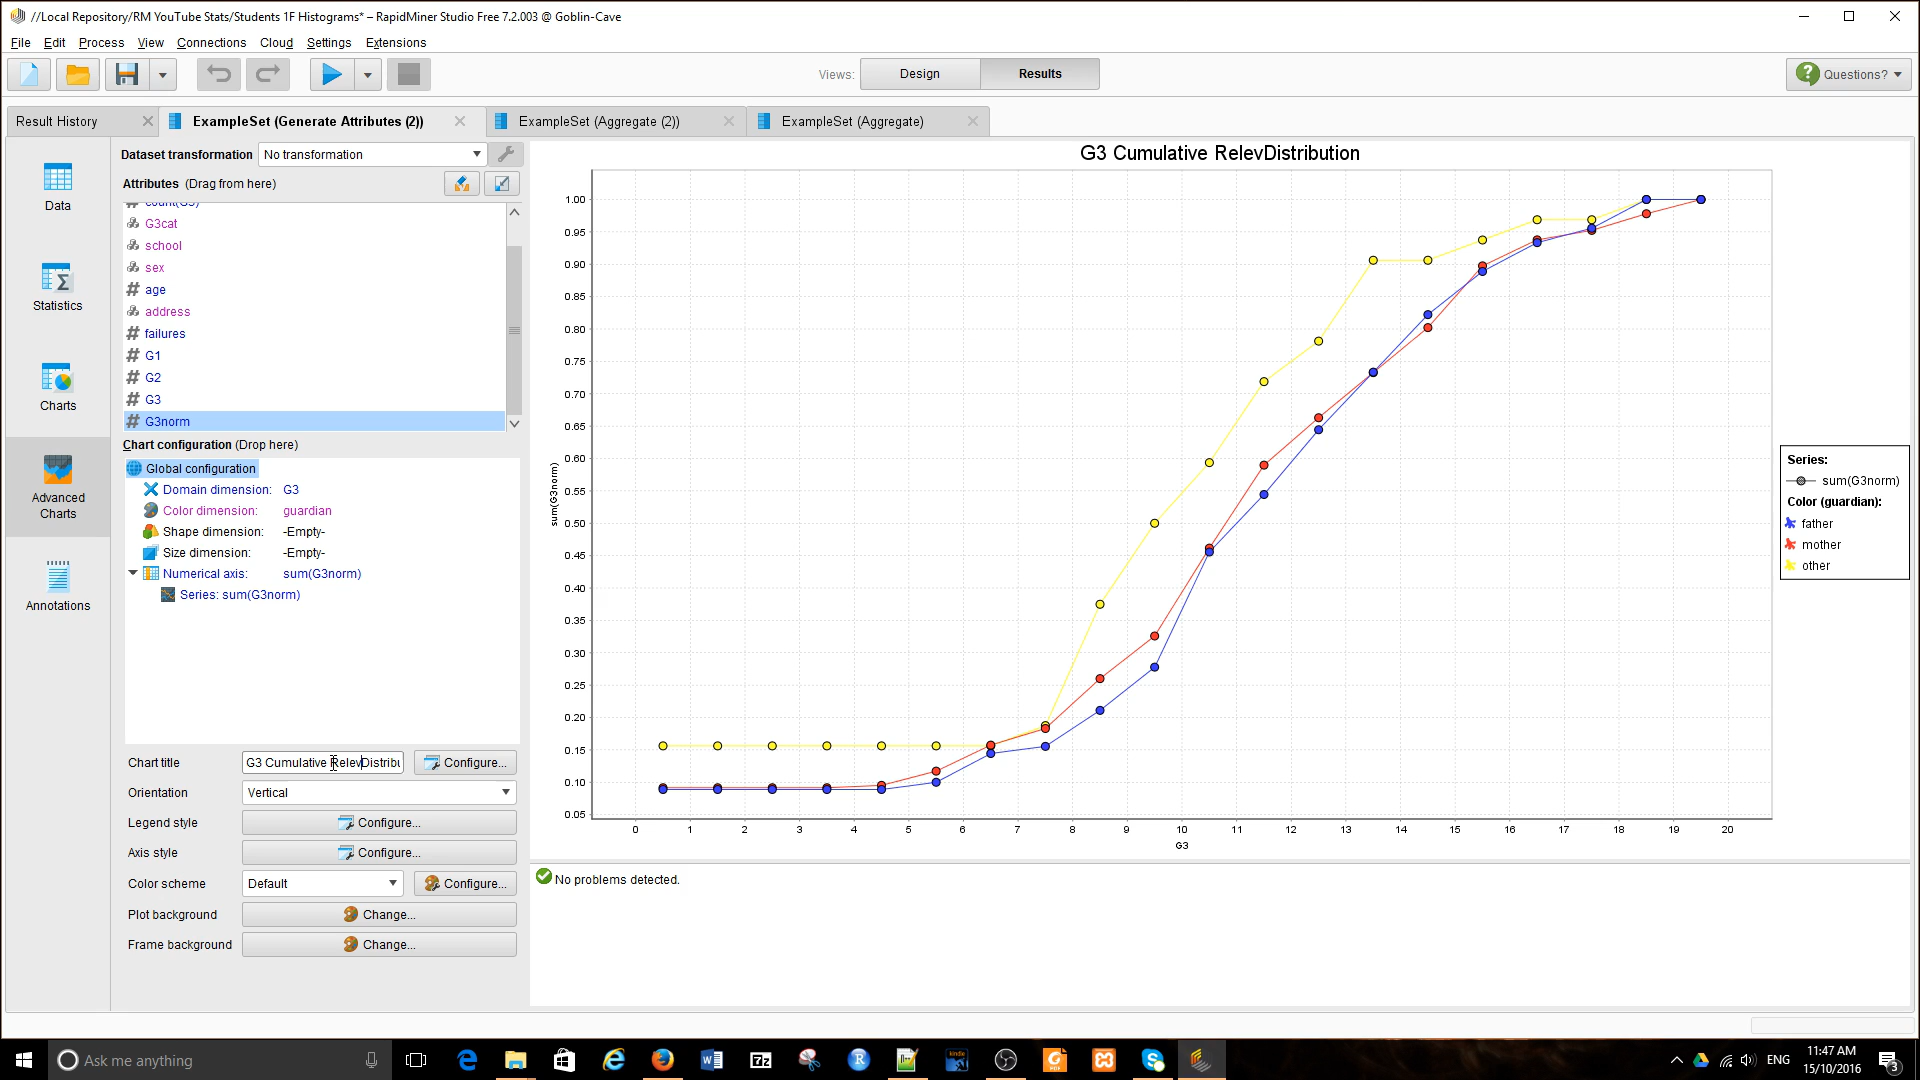 //Local Repository/RM YouTube Stats/Students 1F Histograms* – RapidMiner Studio Free 7.2.003 @ Goblin-Cave
File Edit Process View Connections Cloud Settings Extensions
Views: Design Results
Questions?
Result History
ExampleSet (Generate Attributes (2))
ExampleSet (Aggregate (2))
ExampleSet (Aggregate)
Data
Statistics
Charts
Advanced
Charts
Annotations
Dataset transformation No transformation
Attributes (Drag from here)
count(G3)
G3cat
school
sex
age
address
failures
G1
G2
G3
G3norm
Chart configuration (Drop here)
Global configuration
Domain dimension: G3
Color dimension: guardian
Shape dimension: -Empty-
Size dimension: -Empty-
Numerical axis: sum(G3norm)
Series: sum(G3norm)
Chart title G3 Cumulative RelevDistribu Configure...
Orientation Vertical
Legend style Configure...
Axis style Configure...
Color scheme Default Configure...
Plot background Change...
Frame background Change...
G3 Cumulative RelevDistribution
1.00
0.95
0.90
0.85
0.80
0.75
0.70
0.65
0.60
0.55
0.50
0.45
0.40
0.35
0.30
0.25
0.20
0.15
0.10
0.05
sum(G3norm)
0 1 2 3 4 5 6 7 8 9 10 11 12 13 14 15 16 17 18 19 20
G3
Series:
sum(G3norm)
Color (guardian):
father
mother
other
No problems detected.
Ask me anything
ENG
11:47 AM
15/10/2016
3